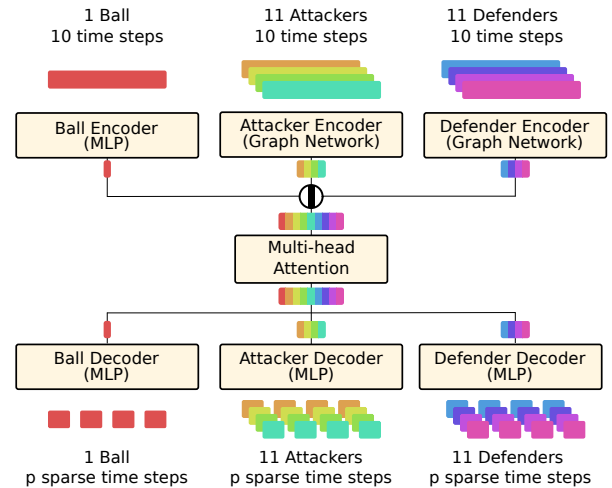 1 Ball
10 time steps
11 Attackers
10 time steps
11 Defenders
10 time steps
Ball Encoder
(MLP)
Attacker Encoder
(Graph Network)
Defender Encoder
(Graph Network)
Multi-head
Attention
Ball Decoder
(MLP)
Attacker Decoder
(MLP)
Defender Decoder
(MLP)
1 Ball
p sparse time steps
11 Attackers
p sparse time steps
11 Defenders
p sparse time steps